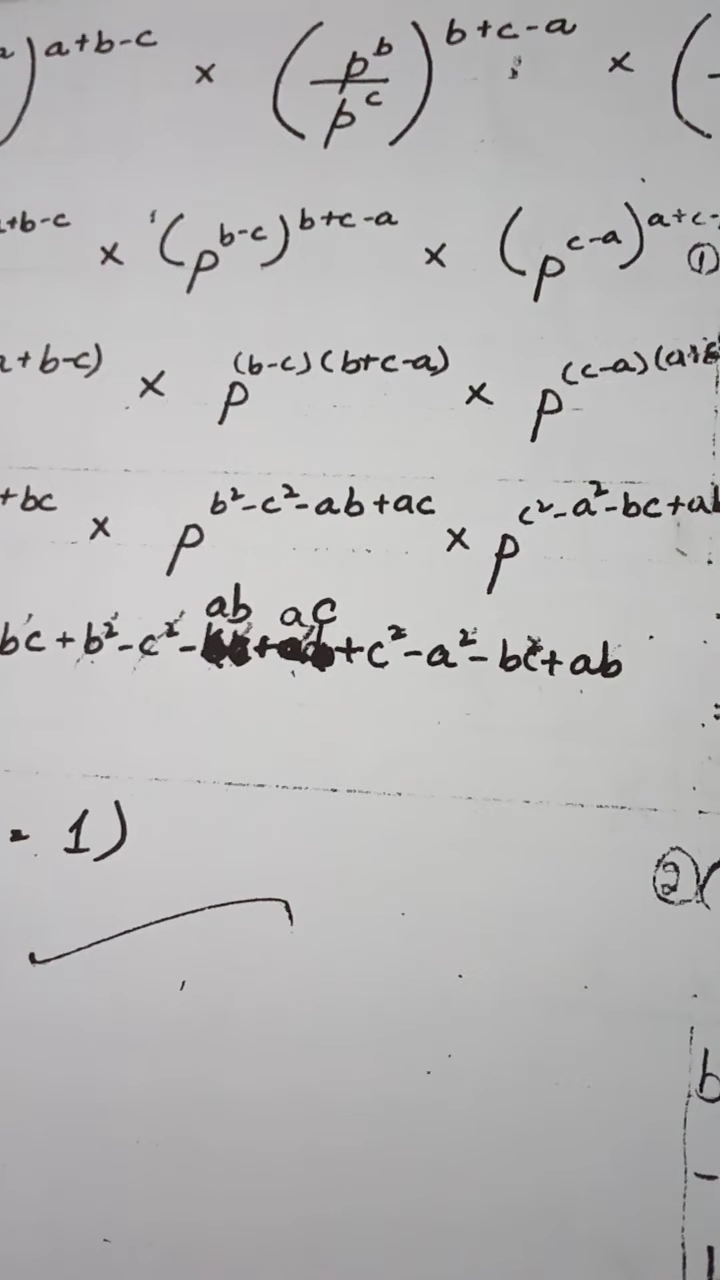 )^{a+b-c} × (p^b/p^c)^{b+c-a} × (
+b-c × (p^{b-c})^{b+c-a} × (p^{c-a})^{a+c-
①
a+b-c) × p^{(b-c)(b+c-a)} × p^{(c-a)(a+c
+bc × p^{b²-c²-ab+ac} × p^{c²-a²-bc+ab
bc+b²-c²-ab+ac+c²-a²-bc+ab
= 1)
②(
b
-